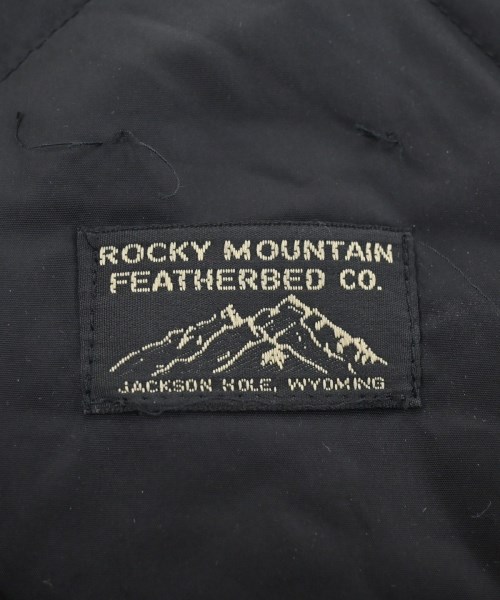 ROCKY MOUNTAIN
FEATHERBED CO.
JACKSON HOLE, WYOMING